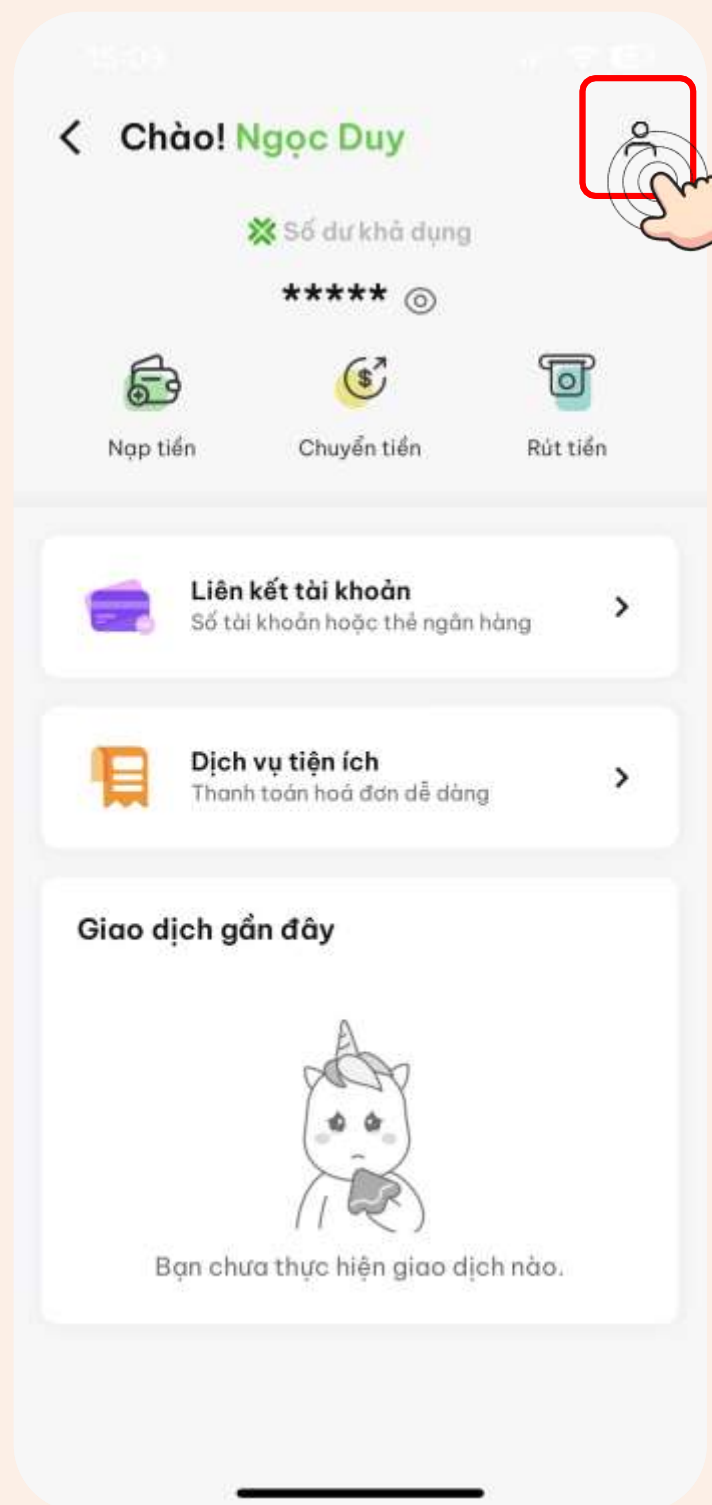 Chào! Ngọc Duy
Số dư khả dụng
***** 
Nạp tiền
Chuyển tiền
Rút tiền
Liên kết tài khoản
Số tài khoản hoặc thẻ ngân hàng
Dịch vụ tiện ích
Thanh toán hoá đơn dễ dàng
Giao dịch gần đây
Bạn chưa thực hiện giao dịch nào.